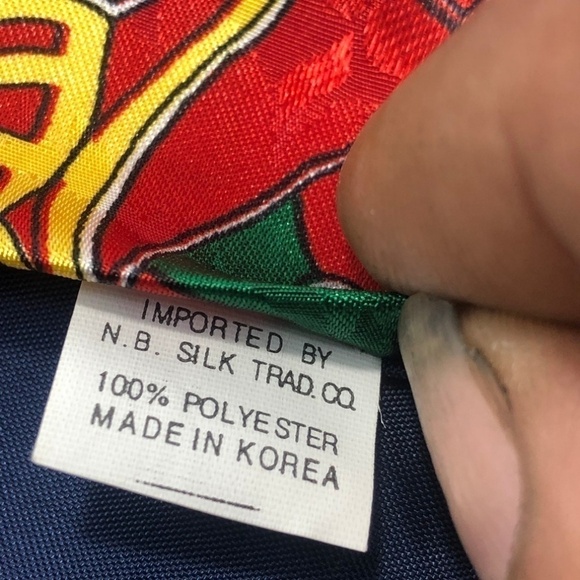 IMPORTED BY
N.B. SILK TRAD.CO.
100% POLYESTER
MADE IN KOREA